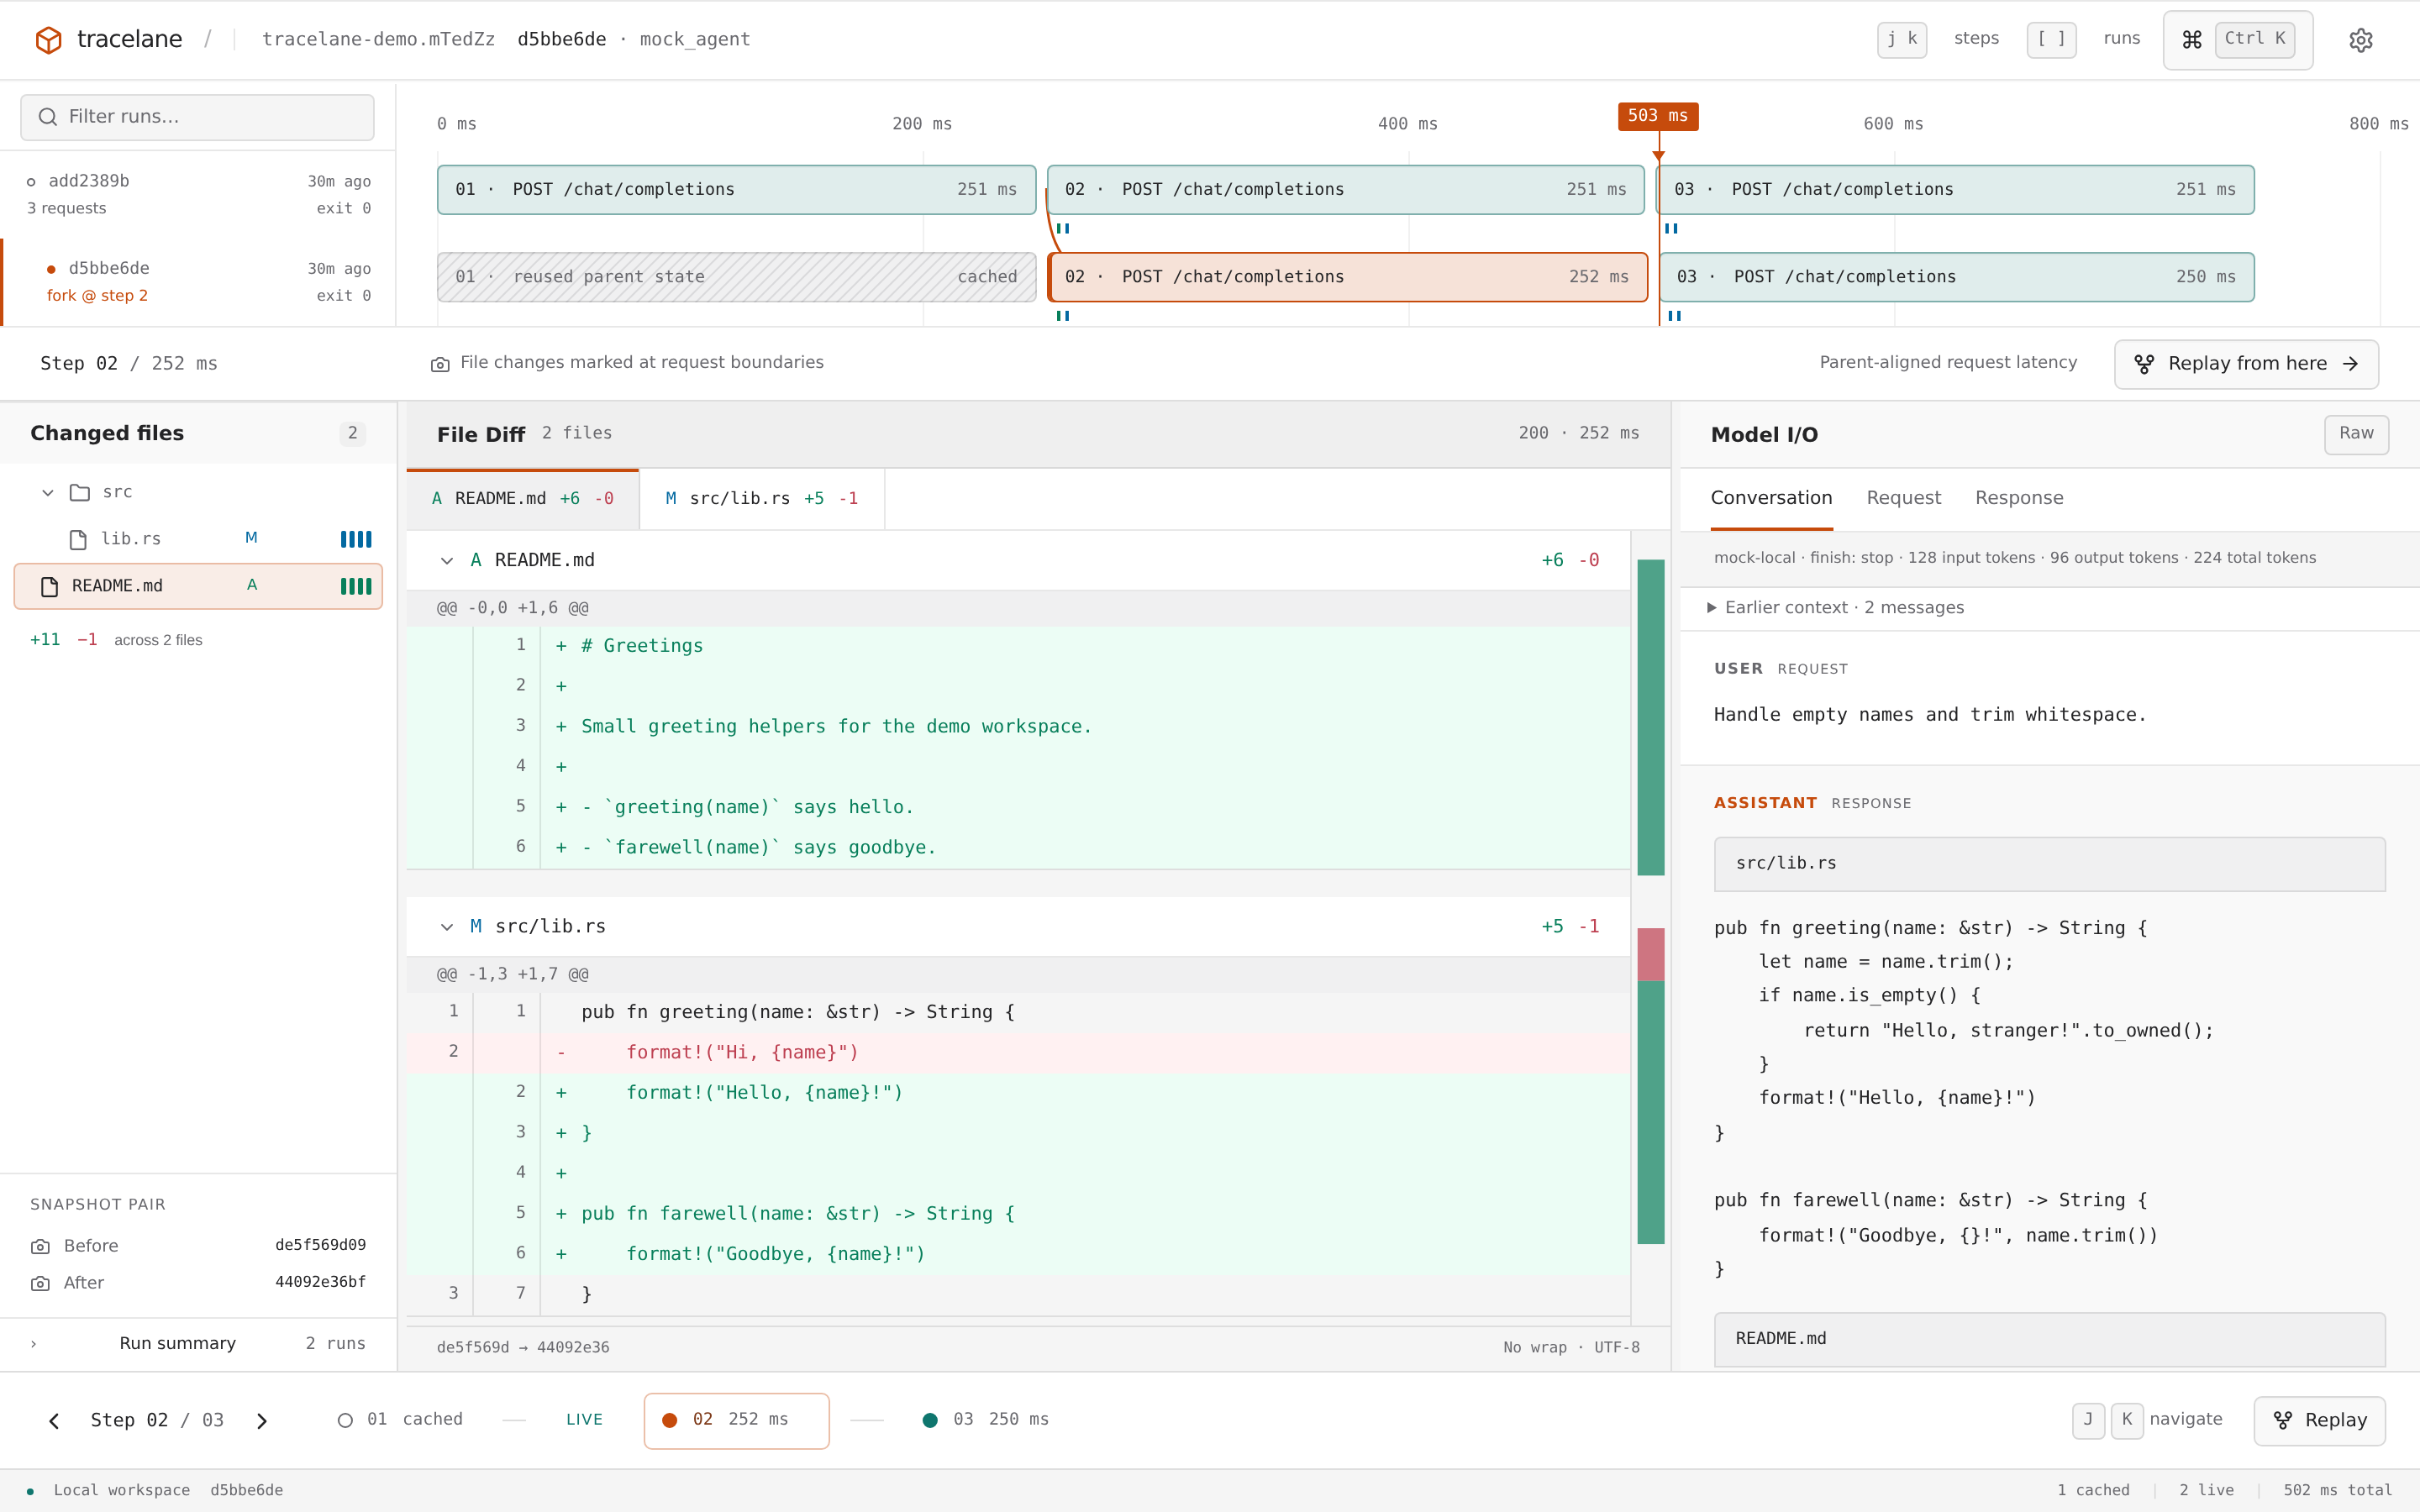 tracelane / tracelane-demo.mTedZz d5bbe6de · mock_agent j k steps [ ] runs ⌘ Ctrl K
Filter runs...
add2389b 30m ago
3 requests exit 0
d5bbe6de 30m ago
fork @ step 2 exit 0
0 ms 200 ms 400 ms 503 ms 600 ms 800 ms
01 · POST /chat/completions 251 ms 02 · POST /chat/completions 251 ms 03 · POST /chat/completions 251 ms
01 · reused parent state cached 02 · POST /chat/completions 252 ms 03 · POST /chat/completions 250 ms
Step 02 / 252 ms File changes marked at request boundaries Parent-aligned request latency Replay from here →
Changed files 2
src
lib.rs M
README.md A
+11 −1 across 2 files
SNAPSHOT PAIR
Before de5f569d09
After 44092e36bf
› Run summary 2 runs
File Diff 2 files 200 · 252 ms
A README.md +6 -0 M src/lib.rs +5 -1
A README.md +6 -0
@@ -0,0 +1,6 @@
1 + # Greetings
2 +
3 + Small greeting helpers for the demo workspace.
4 +
5 + - `greeting(name)` says hello.
6 + - `farewell(name)` says goodbye.
M src/lib.rs +5 -1
@@ -1,3 +1,7 @@
1 1 pub fn greeting(name: &str) -> String {
2 - format!("Hi, {name}")
2 + format!("Hello, {name}!")
3 + }
4 +
5 + pub fn farewell(name: &str) -> String {
6 + format!("Goodbye, {name}!")
3 7 }
de5f569d → 44092e36 No wrap · UTF-8
Model I/O Raw
Conversation Request Response
mock-local · finish: stop · 128 input tokens · 96 output tokens · 224 total tokens
Earlier context · 2 messages
USER REQUEST
Handle empty names and trim whitespace.
ASSISTANT RESPONSE
src/lib.rs
pub fn greeting(name: &str) -> String {
let name = name.trim();
if name.is_empty() {
return "Hello, stranger!".to_owned();
}
format!("Hello, {name}!")
}
pub fn farewell(name: &str) -> String {
format!("Goodbye, {}!", name.trim())
}
README.md
Step 02 / 03 01 cached LIVE 02 252 ms 03 250 ms J K navigate Replay
Local workspace d5bbe6de 1 cached 2 live 502 ms total